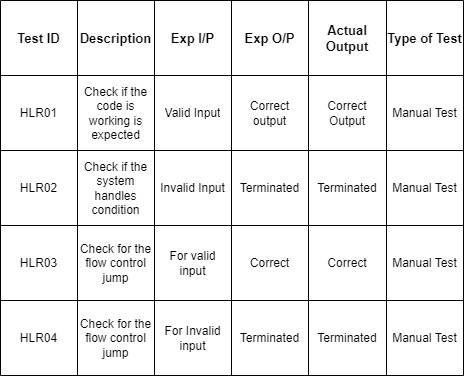 Test ID
Description
Exp I/P
Exp O/P
Actual
Output
Type of Test
HLR01
Check if the
code is
working is
expected
Valid Input
Correct
output
Correct
Output
Manual Test
HLR02
Check if the
system
handles
condition
Invalid Input
Terminated
Terminated
Manual Test
HLR03
Check for the
flow control
jump
For valid
input
Correct
Correct
Manual Test
HLR04
Check for the
flow control
jump
For Invalid
input
Terminated
Terminated
Manual Test